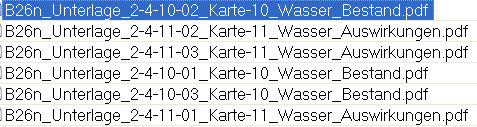 B26n_Unterlage_2-4-10-02_Karte-10_Wasser_Bestand.pdf
B26n_Unterlage_2-4-11-02_Karte-11_Wasser_Auswirkungen.pdf
B26n_Unterlage_2-4-11-03_Karte-11_Wasser_Auswirkungen.pdf
B26n_Unterlage_2-4-10-01_Karte-10_Wasser_Bestand.pdf
B26n_Unterlage_2-4-10-03_Karte-10_Wasser_Bestand.pdf
B26n_Unterlage_2-4-11-01_Karte-11_Wasser_Auswirkungen.pdf